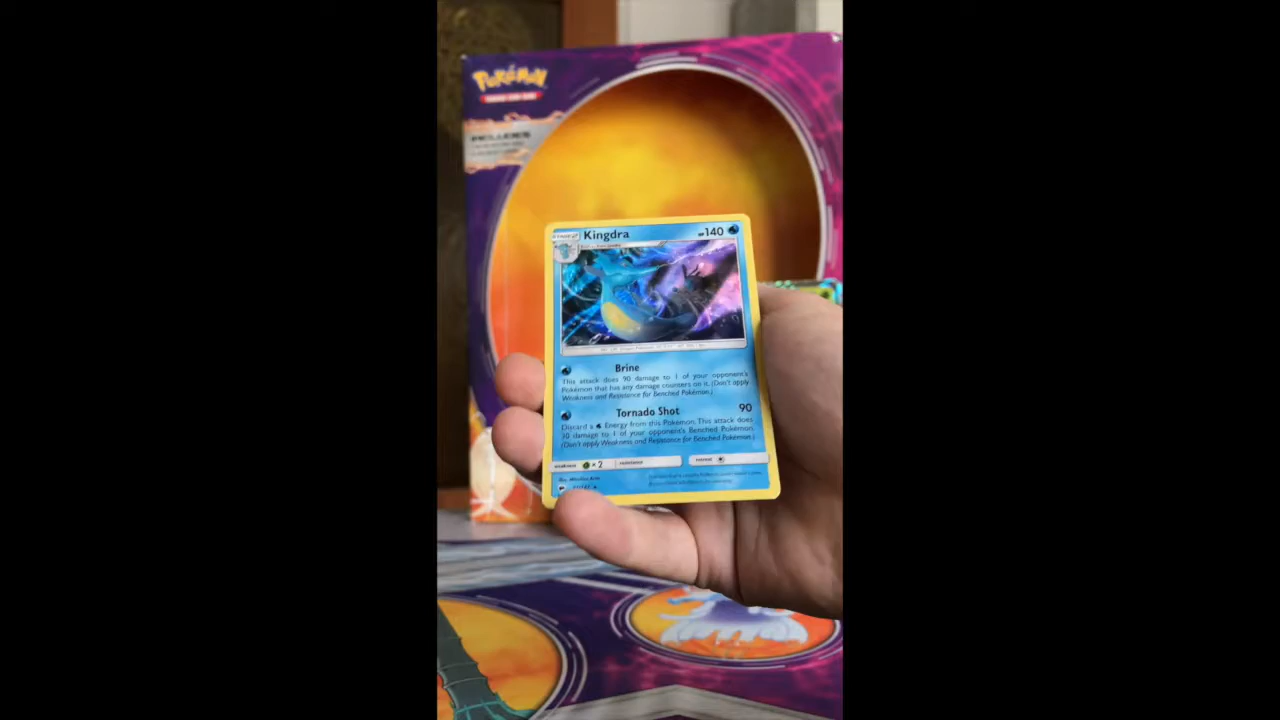 POKÉMON
INCLUDES
Kingdra
HP 140
Brine
This attack does 90 damage to 1 of your opponent's
Pokémon that has any damage counters on it. (Don't apply
Weakness and Resistance for Benched Pokémon.)
Tornado Shot 90
Discard a Energy from this Pokémon. This attack does
30 damage to 1 of your opponent's Benched Pokémon.
(Don't apply Weakness and Resistance for Benched Pokémon.)
weakness ×2 resistance retreat